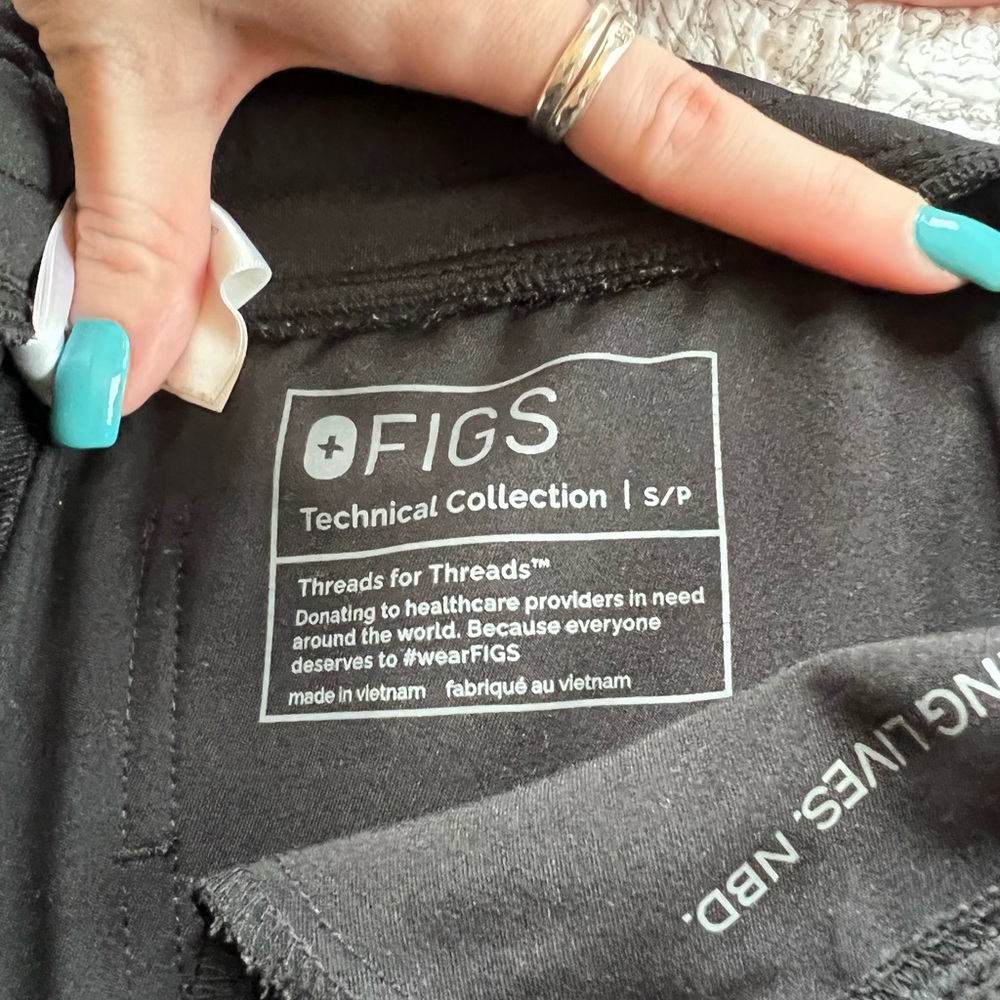 FIGS
Technical Collection | S/P
Threads for Threads™
Donating to healthcare providers in need
around the world. Because everyone
deserves to #wearFIGS
made in vietnam fabriqué au vietnam
LIVES. NBD.